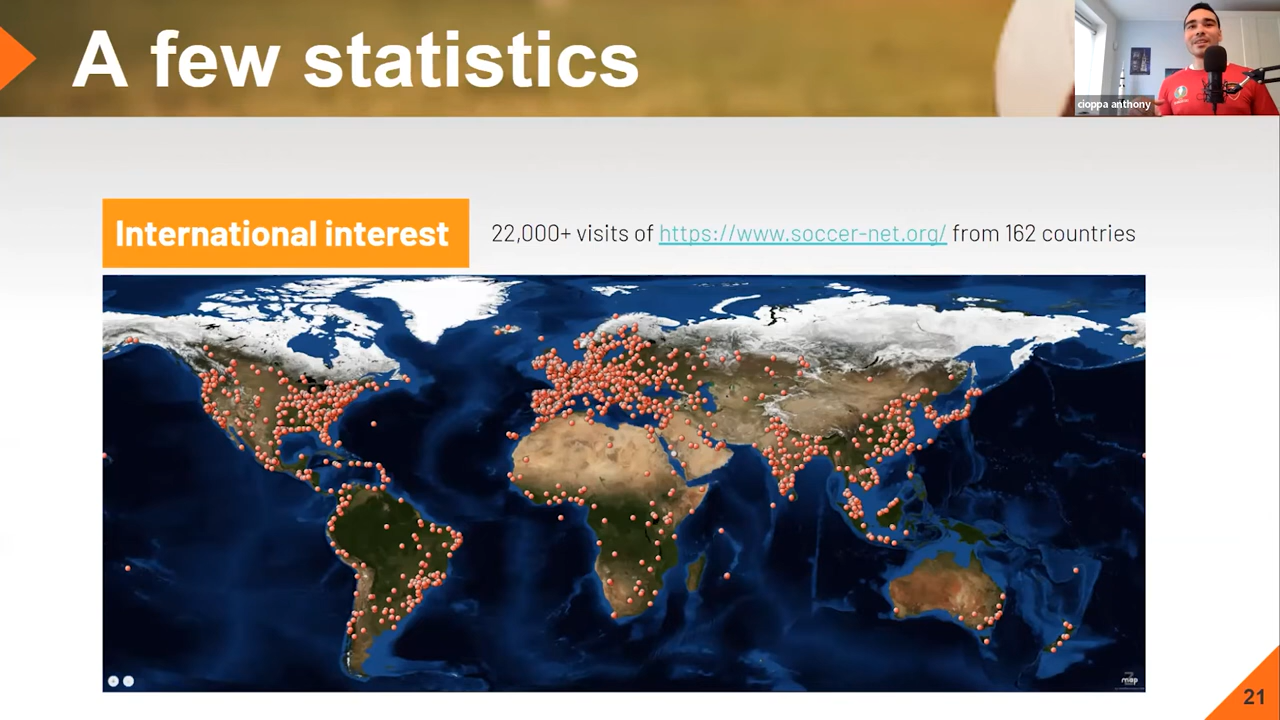 A few statistics
cioppa anthony
International interest
22,000+ visits of https://www.soccer-net.org/ from 162 countries
map
21